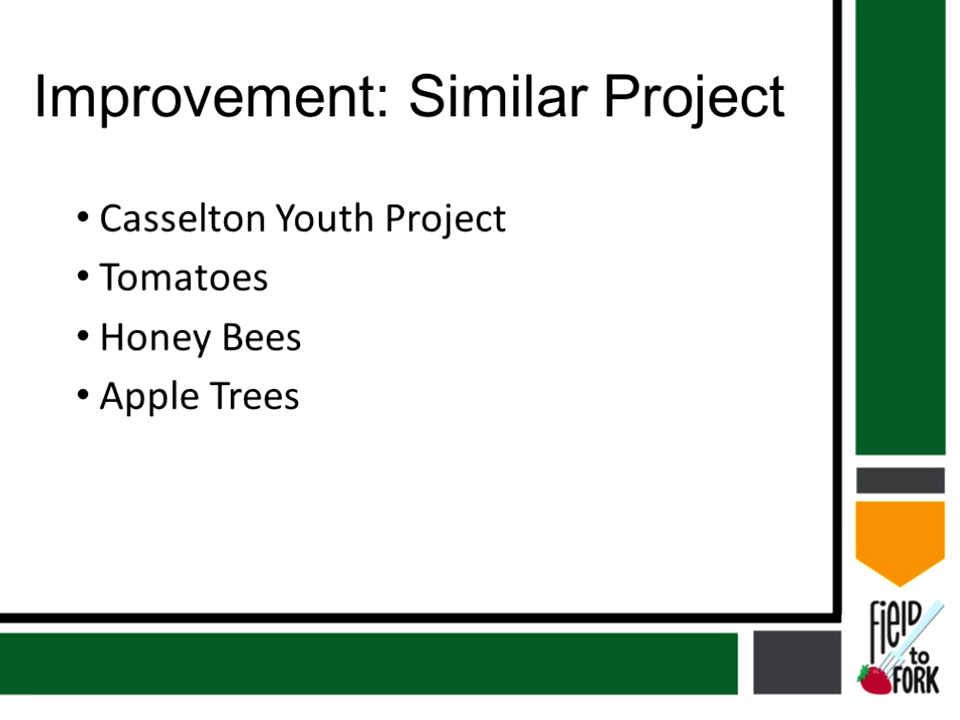 Improvement: Similar Project
• Casselton Youth Project
• Tomatoes
• Honey Bees
• Apple Trees
FiELD
to
FORK